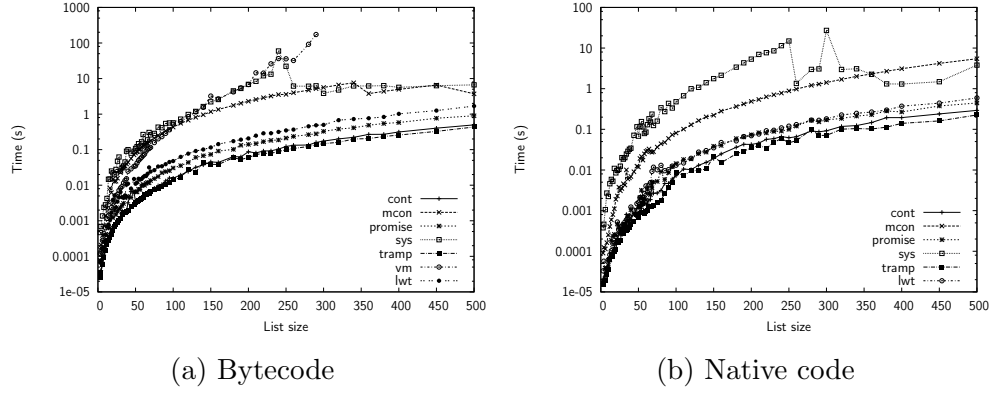 1000
100
10
1
0.1
0.01
0.001
0.0001
1e-05
Time (s)
0 50 100 150 200 250 300 350 400 450 500
List size
cont
mcon
promise
sys
tramp
vm
lwt
(a) Bytecode
100
10
1
0.1
0.01
0.001
0.0001
1e-05
Time (s)
0 50 100 150 200 250 300 350 400 450 500
List size
cont
mcon
promise
sys
tramp
lwt
(b) Native code